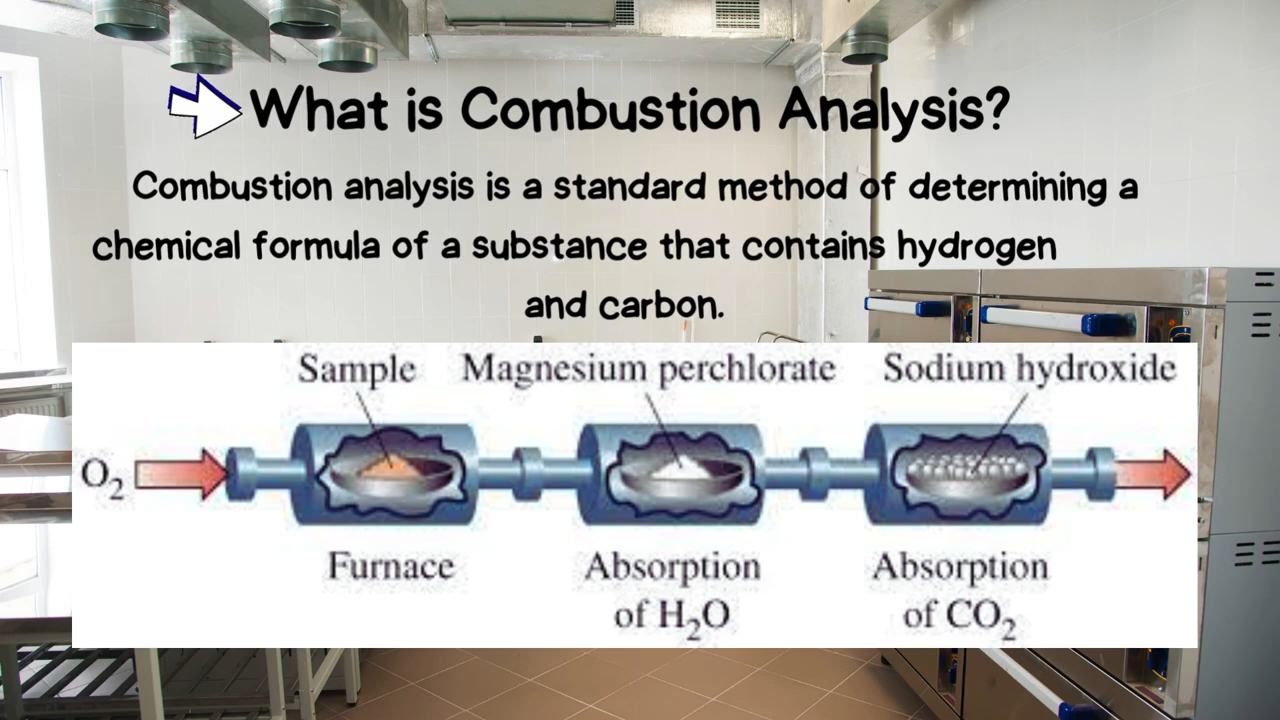 What is Combustion Analysis?
Combustion analysis is a standard method of determining a
chemical formula of a substance that contains hydrogen
and carbon.
Sample Magnesium perchlorate Sodium hydroxide
O₂
Furnace Absorption of H₂O Absorption of CO₂